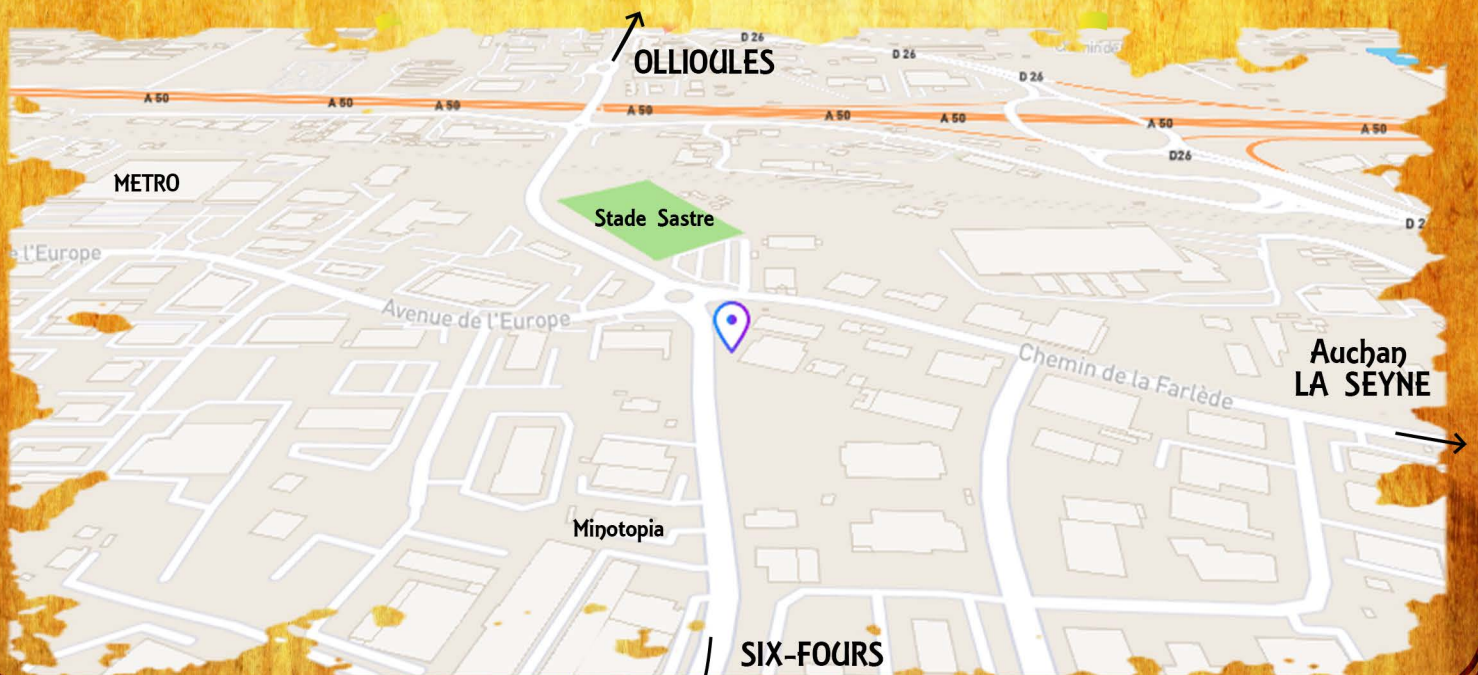 D 26
OLLIOULES
D 26
D 26
A 50
A 50
A 50
A 50
A 50
A 50
A 50
A 50
D26
METRO
Stade Sastre
D 2
l'Europe
Avenue de l'Europe
Auchan
LA SEYNE
Chemin de la Farlède
Minotopia
SIX-FOURS